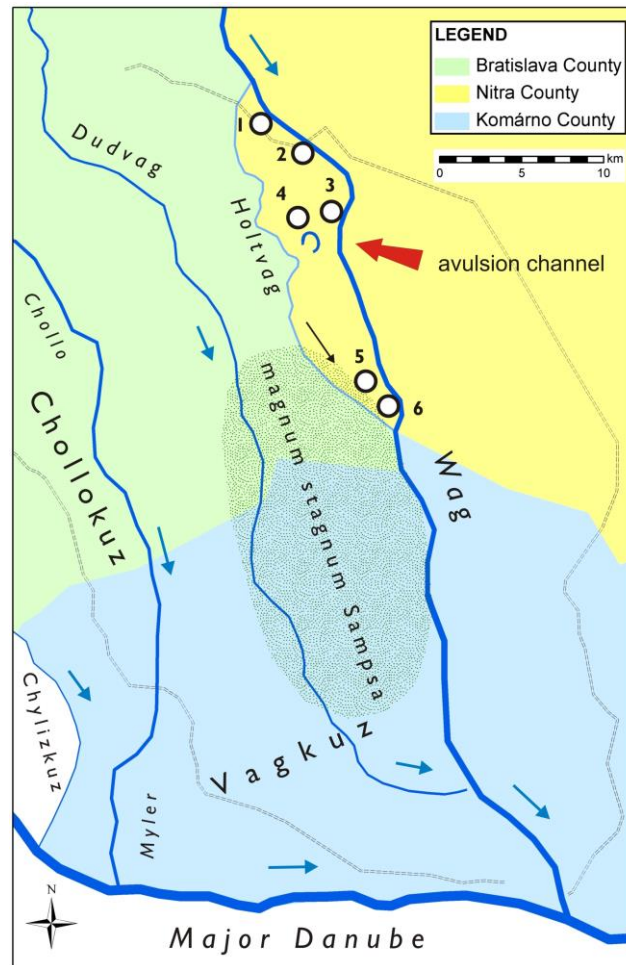 LEGEND
Bratislava County
Nitra County
Komárno County
km
0 5 10
1
2
3
4
Dudvag
Holtvag
avulsion channel
Chollo
Chollokuz
5
6
magnum stagnum Sampsa
Wag
Chylizkuz
Vagkuz
Myler
N
Major Danube